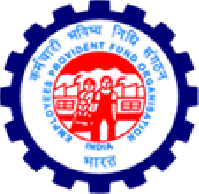 कर्मचारी भविष्य निधि संगठन
EMPLOYEES PROVIDENT FUND ORGANISATION
INDIA
भारत